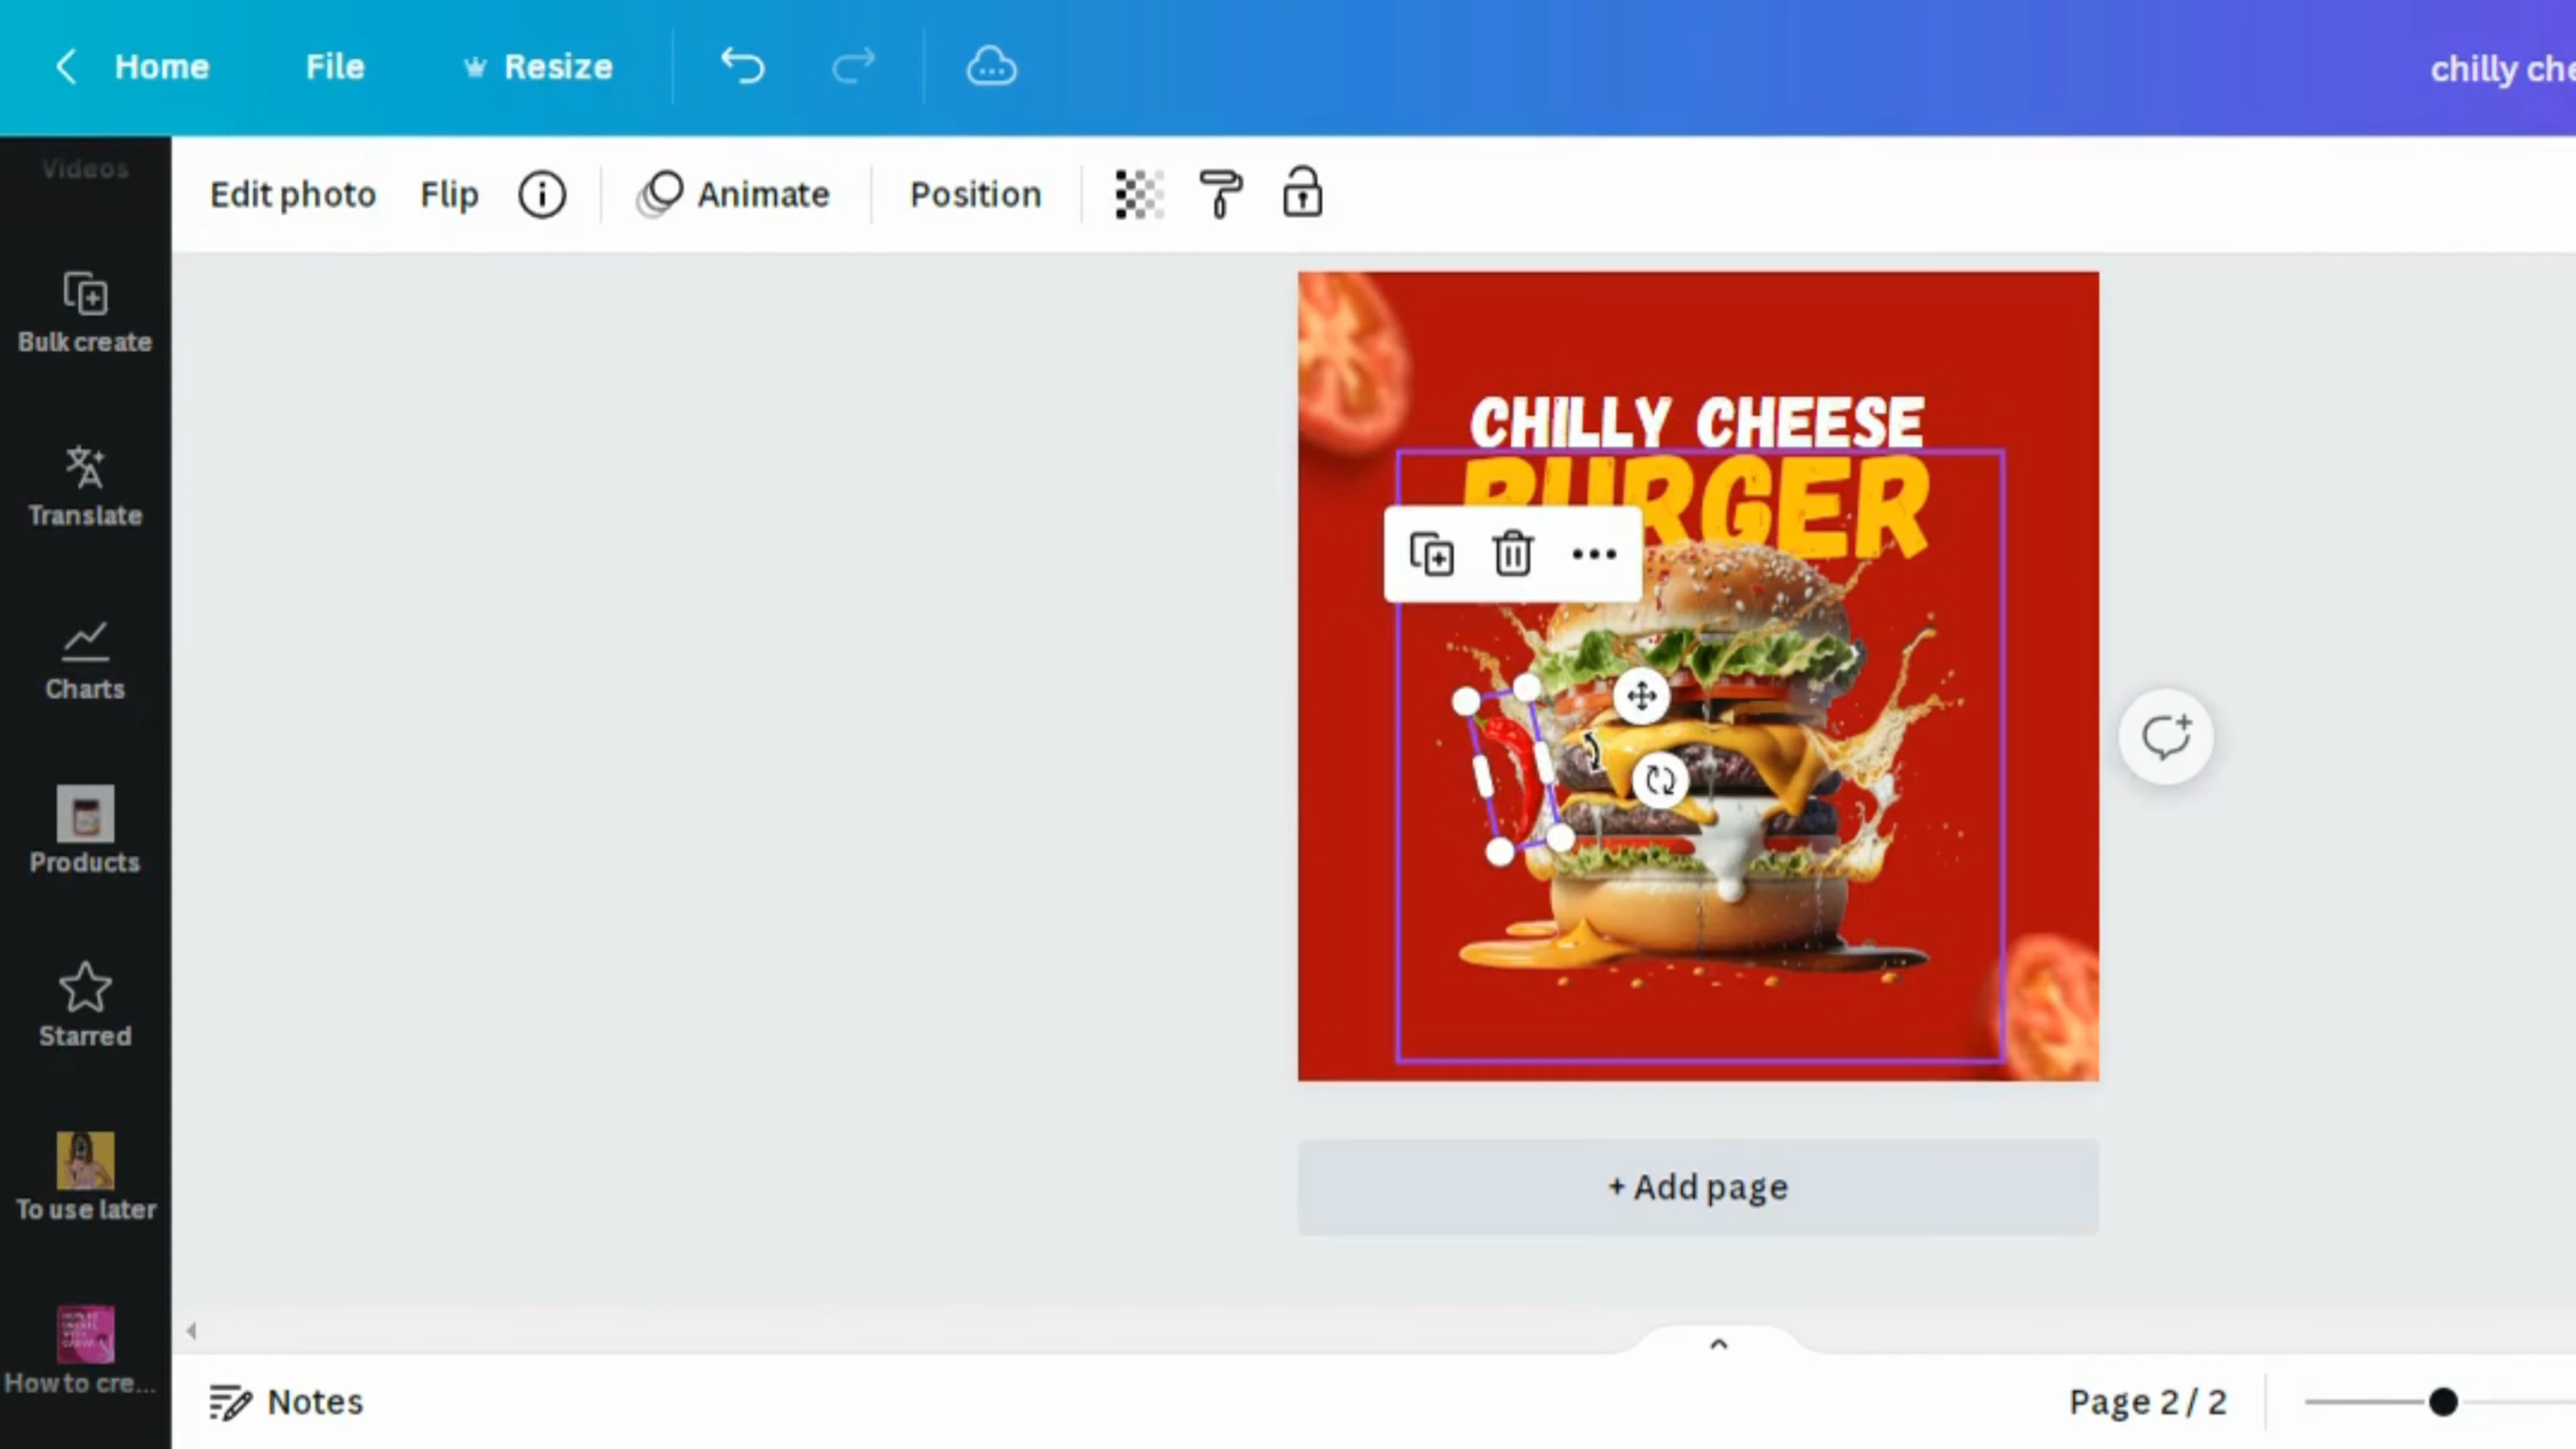 Home File Resize
chilly che
Videos
Edit photo Flip Animate Position
Bulk create
Translate
Charts
Products
Starred
To use later
How to cre...
CHILLY CHEESE
BURGER
+ Add page
Notes
Page 2 / 2